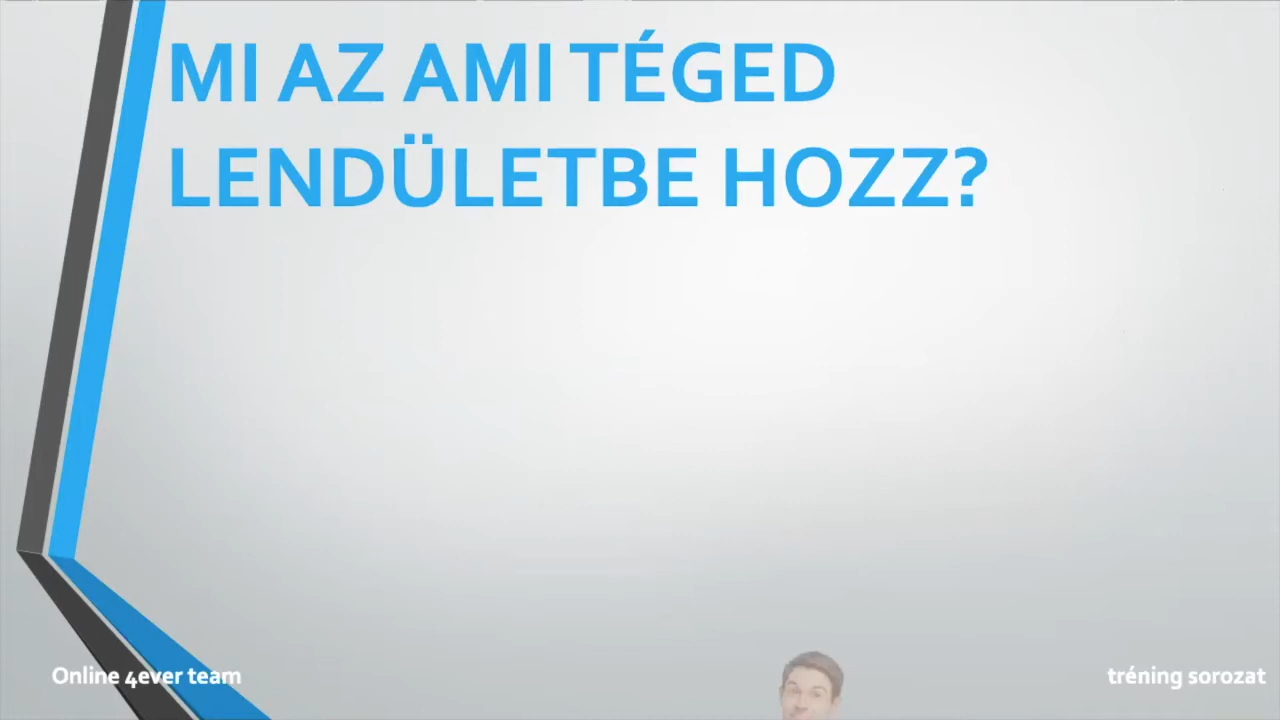 MI AZ AMI TÉGED
LENDÜLETBE HOZZ?
Online 4ever team
tréning sorozat